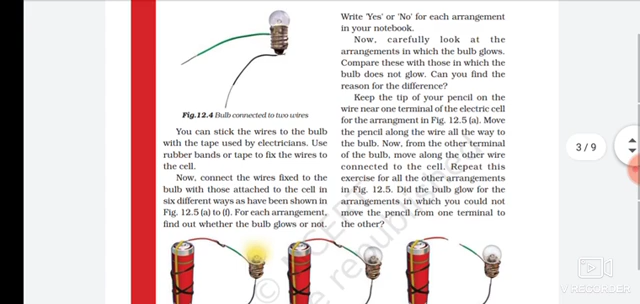 Fig.12.4 Bulb connected to two wires
You can stick the wires to the bulb
with the tape used by electricians. Use
rubber bands or tape to fix the wires to
the cell.
Now, connect the wires fixed to the
bulb with those attached to the cell in
six different ways as have been shown in
Fig. 12.5 (a) to (f). For each arrangement,
find out whether the bulb glows or not.
Write 'Yes' or 'No' for each arrangement
in your notebook.
Now, carefully look at the
arrangements in which the bulb glows.
Compare these with those in which the
bulb does not glow. Can you find the
reason for the difference?
Keep the tip of your pencil on the
wire near one terminal of the electric cell
for the arrangment in Fig. 12.5 (a). Move
the pencil along the wire all the way to
the bulb. Now, from the other terminal
of the bulb, move along the other wire
connected to the cell. Repeat this
exercise for all the other arrangements
in Fig. 12.5. Did the bulb glow for the
arrangements in which you could not
move the pencil from one terminal to
the other?
3 / 9
V RECORDER